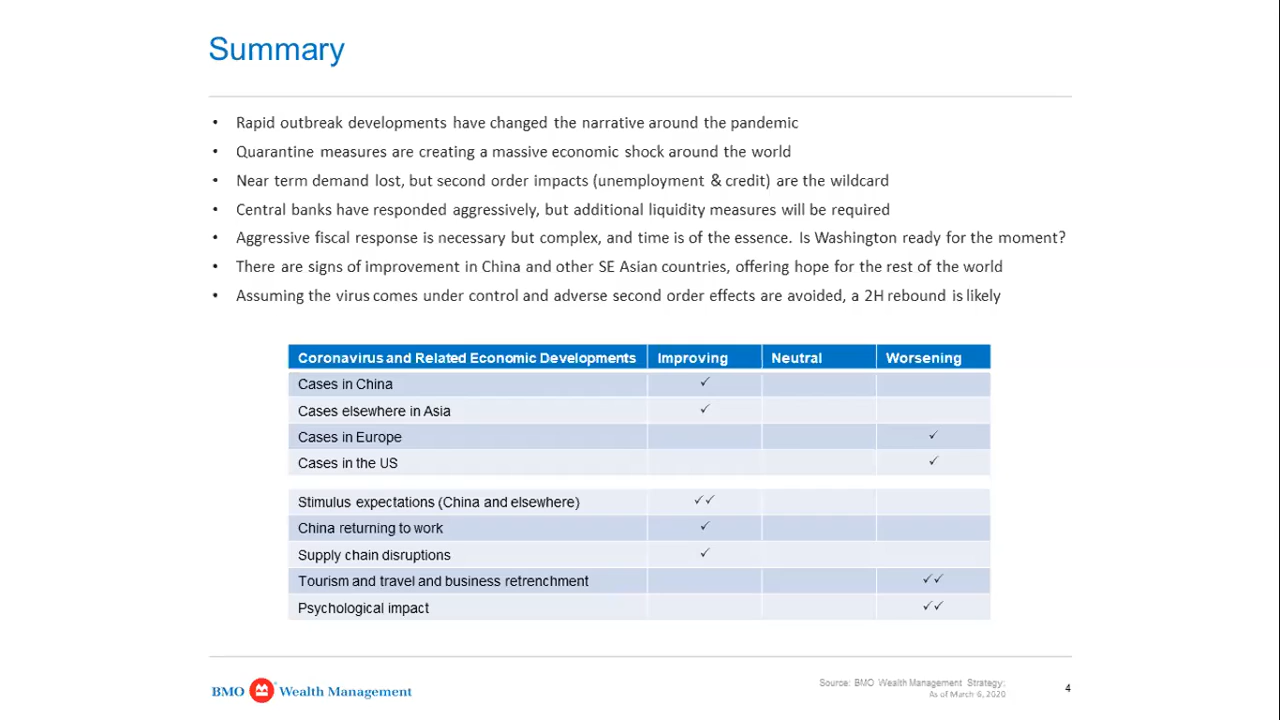 Summary
• Rapid outbreak developments have changed the narrative around the pandemic
• Quarantine measures are creating a massive economic shock around the world
• Near term demand lost, but second order impacts (unemployment & credit) are the wildcard
• Central banks have responded aggressively, but additional liquidity measures will be required
• Aggressive fiscal response is necessary but complex, and time is of the essence. Is Washington ready for the moment?
• There are signs of improvement in China and other SE Asian countries, offering hope for the rest of the world
• Assuming the virus comes under control and adverse second order effects are avoided, a 2H rebound is likely
Coronavirus and Related Economic Developments Improving Neutral Worsening
Cases in China ✓
Cases elsewhere in Asia ✓
Cases in Europe ✓
Cases in the US ✓
Stimulus expectations (China and elsewhere) ✓✓
China returning to work ✓
Supply chain disruptions ✓
Tourism and travel and business retrenchment ✓✓
Psychological impact ✓✓
BMO Wealth Management
Source: BMO Wealth Management Strategy:
As of March 6, 2020
4